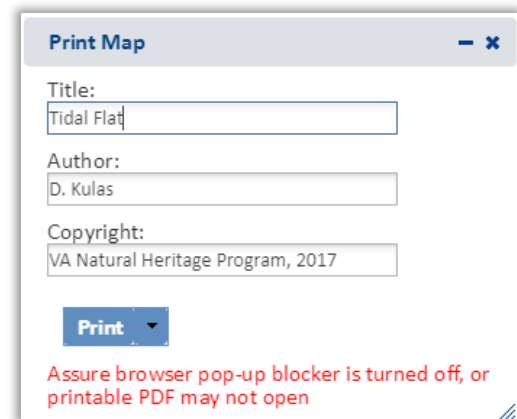 Print Map
Title:
Tidal Flat
Author:
D. Kulas
Copyright:
VA Natural Heritage Program, 2017
Print
Assure browser pop-up blocker is turned off, or
printable PDF may not open